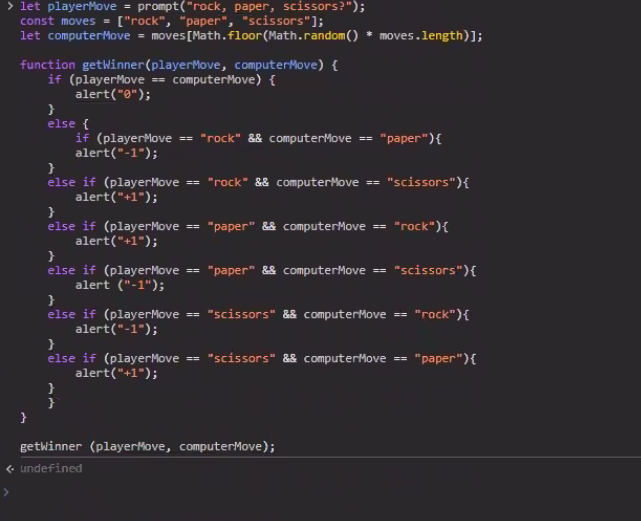 let playerMove = prompt("rock, paper, scissors?");
const moves = ["rock", "paper", "scissors"];
let computerMove = moves[Math.floor(Math.random() * moves.length)];

function getWinner(playerMove, computerMove) {
    if (playerMove == computerMove) {
        alert("0");
    }
    else {
        if (playerMove == "rock" && computerMove == "paper"){
        alert("-1");
    }
    else if (playerMove == "rock" && computerMove == "scissors"){
        alert("+1");
    }
    else if (playerMove == "paper" && computerMove == "rock"){
        alert("+1");
    }
    else if (playerMove == "paper" && computerMove == "scissors"){
        alert ("-1");
    }
    else if (playerMove == "scissors" && computerMove == "rock"){
        alert("-1");
    }
    else if (playerMove == "scissors" && computerMove == "paper"){
        alert("+1");
    }
    }
}

getWinner (playerMove, computerMove);
undefined